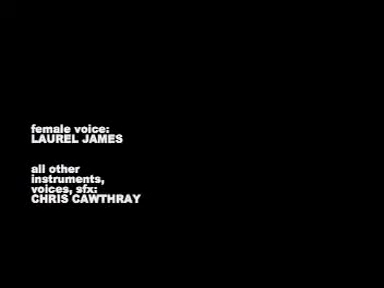 female voice:
LAUREL JAMES
all other
instruments,
voices, sfx:
CHRIS CAWTHRAY